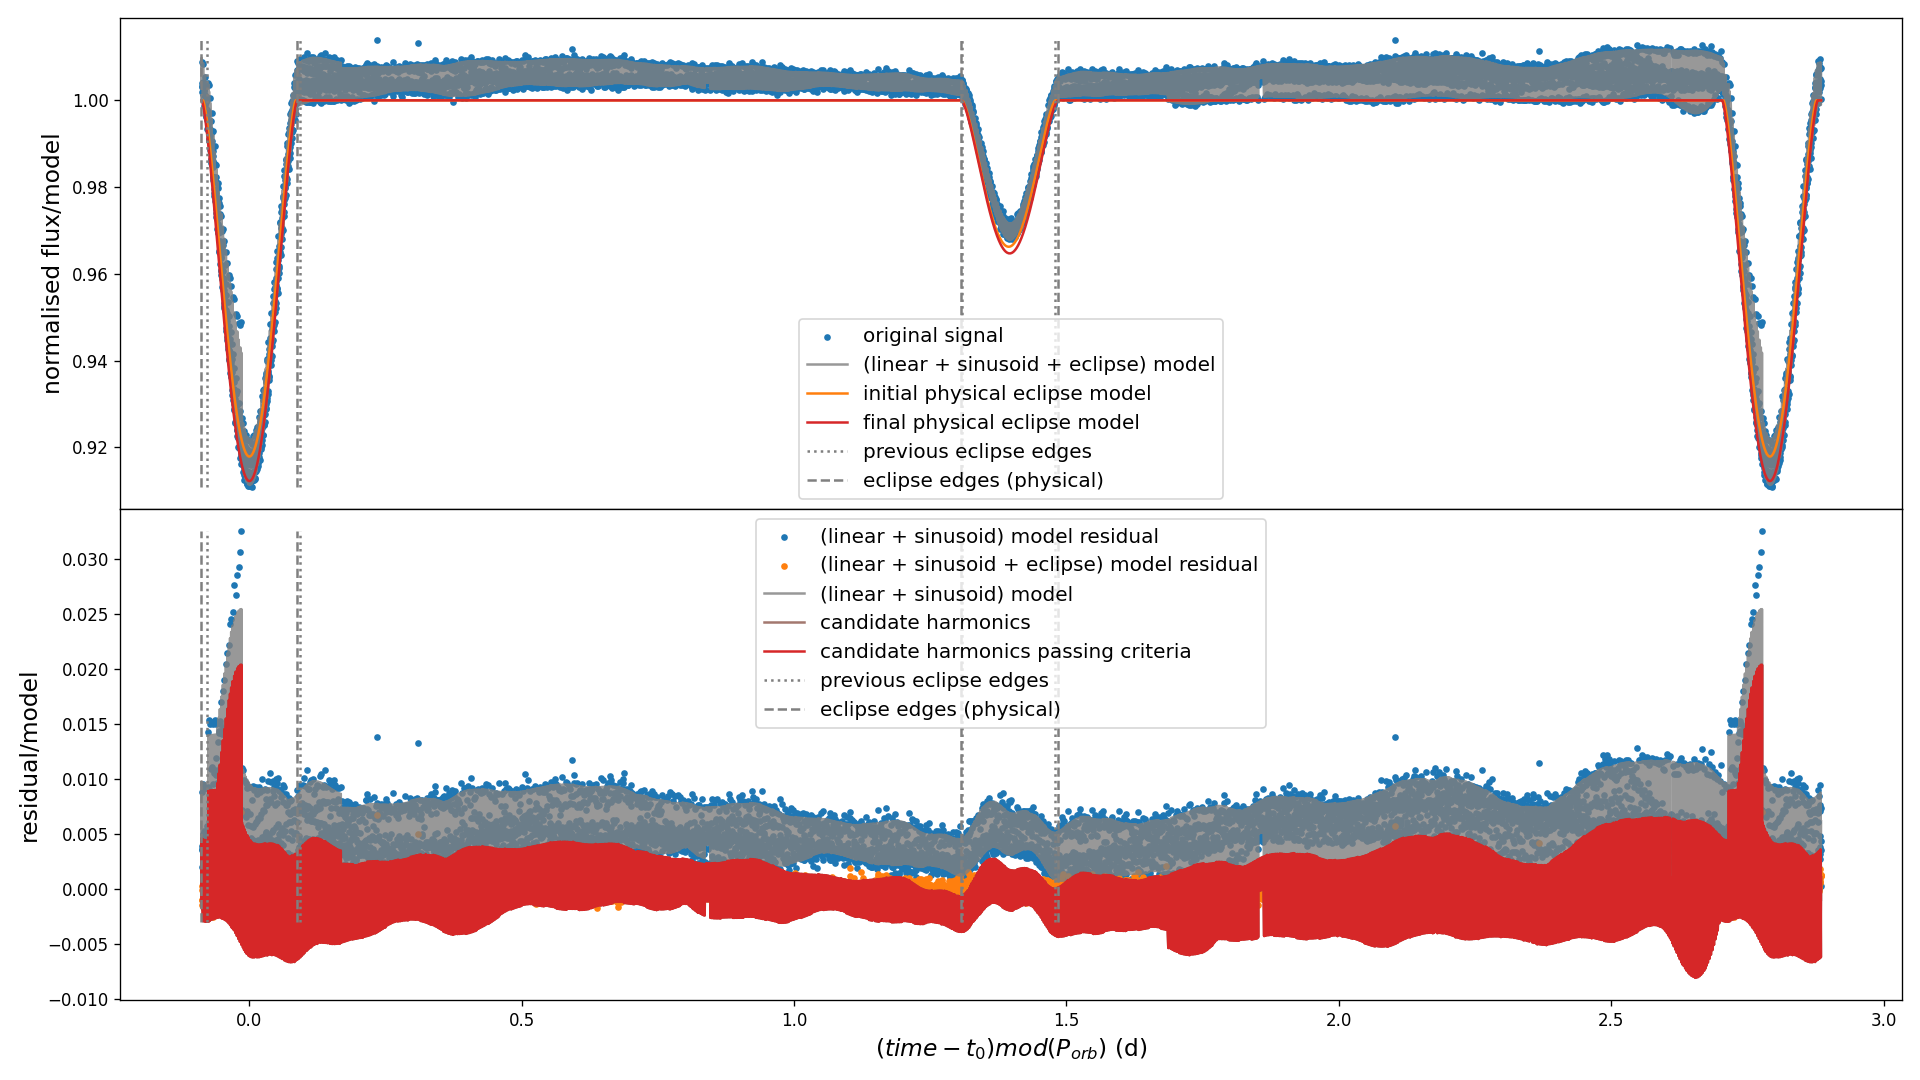 normalised flux/model
1.00
0.98
0.96
0.94
0.92
original signal
(linear + sinusoid + eclipse) model
initial physical eclipse model
final physical eclipse model
previous eclipse edges
eclipse edges (physical)
residual/model
0.030
0.025
0.020
0.015
0.010
0.005
0.000
−0.005
−0.010
(linear + sinusoid) model residual
(linear + sinusoid + eclipse) model residual
(linear + sinusoid) model
candidate harmonics
candidate harmonics passing criteria
previous eclipse edges
eclipse edges (physical)
0.0 0.5 1.0 1.5 2.0 2.5 3.0
(time − t₀)mod(Pₒᵣb) (d)